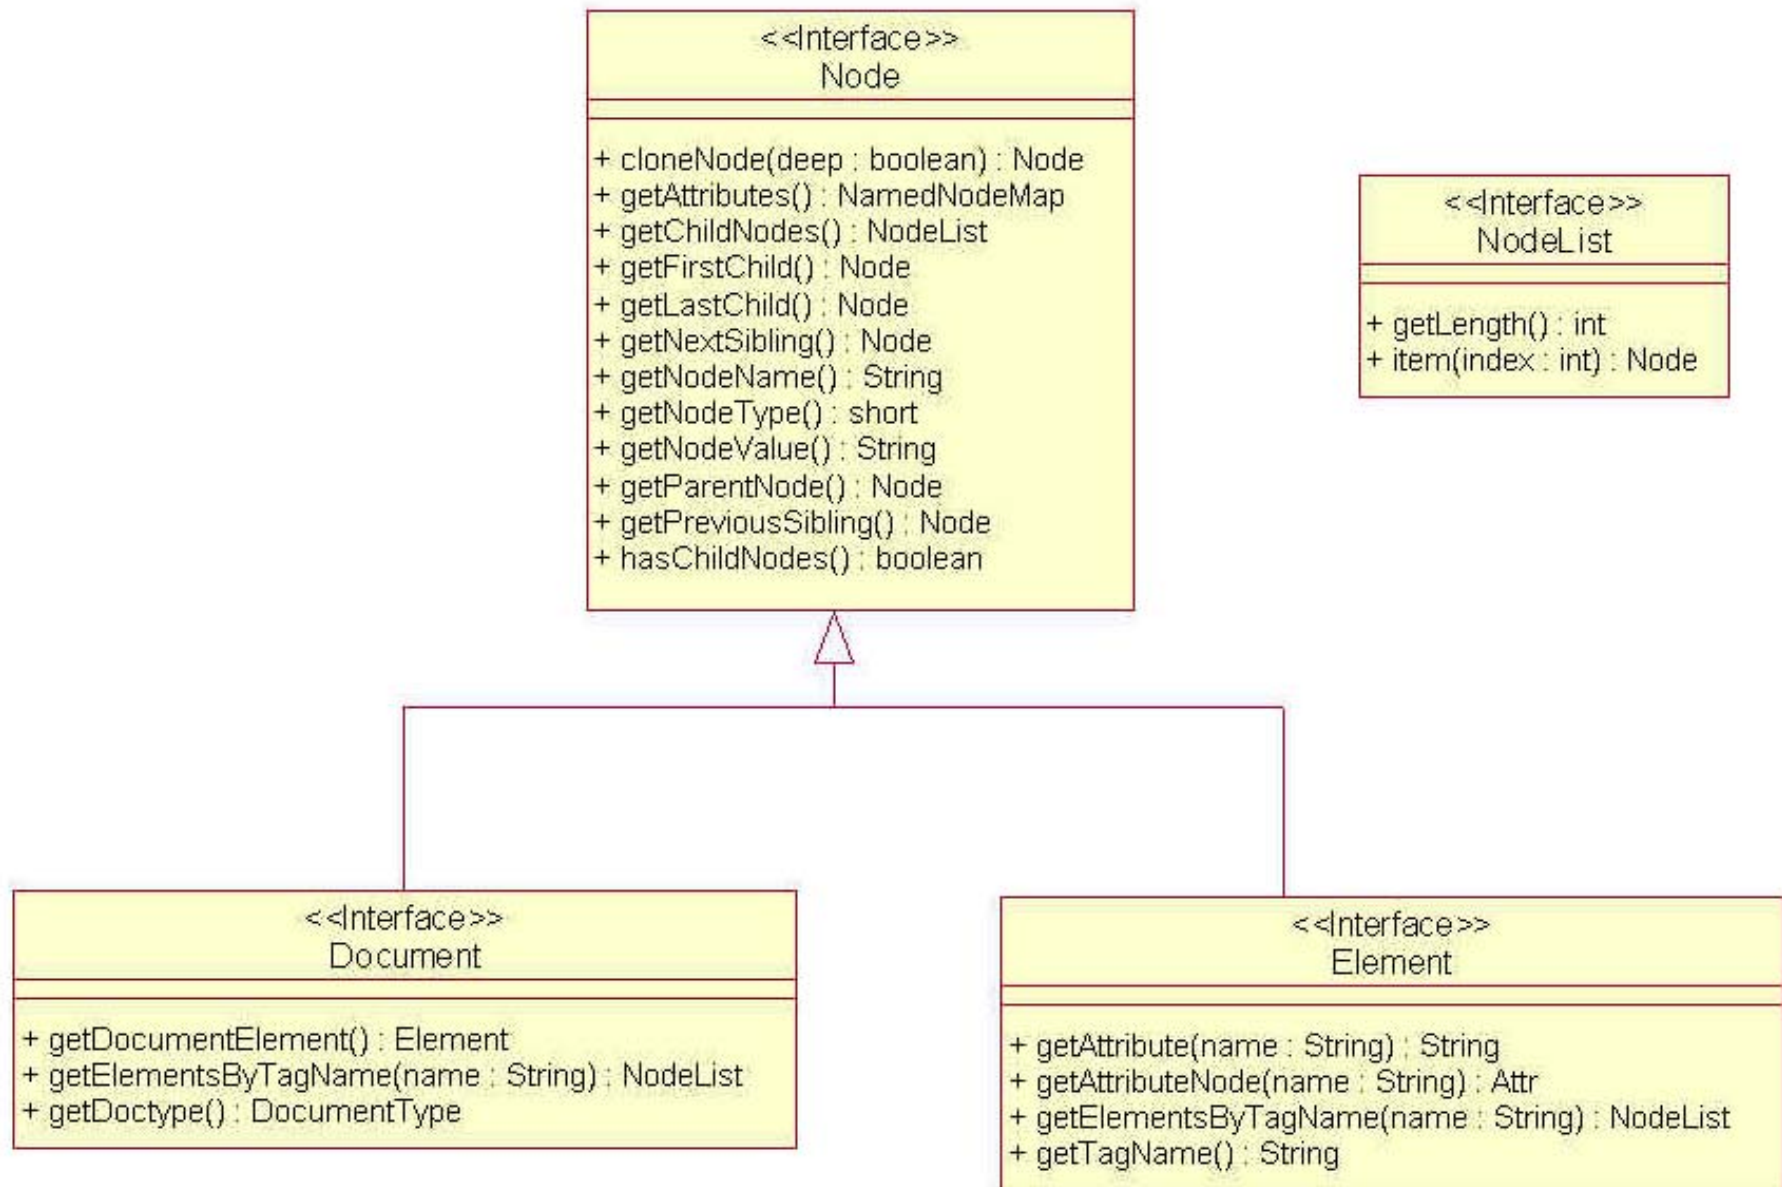 <<Interface>>
Node
+ cloneNode(deep : boolean) : Node
+ getAttributes() : NamedNodeMap
+ getChildNodes() : NodeList
+ getFirstChild() : Node
+ getLastChild() : Node
+ getNextSibling() : Node
+ getNodeName() : String
+ getNodeType() : short
+ getNodeValue() : String
+ getParentNode() : Node
+ getPreviousSibling() : Node
+ hasChildNodes() : boolean
<<Interface>>
NodeList
+ getLength() : int
+ item(index : int) : Node
<<Interface>>
Document
+ getDocumentElement() : Element
+ getElementsByTagName(name : String) : NodeList
+ getDoctype() : DocumentType
<<Interface>>
Element
+ getAttribute(name : String) : String
+ getAttributeNode(name : String) : Attr
+ getElementsByTagName(name : String) : NodeList
+ getTagName() : String